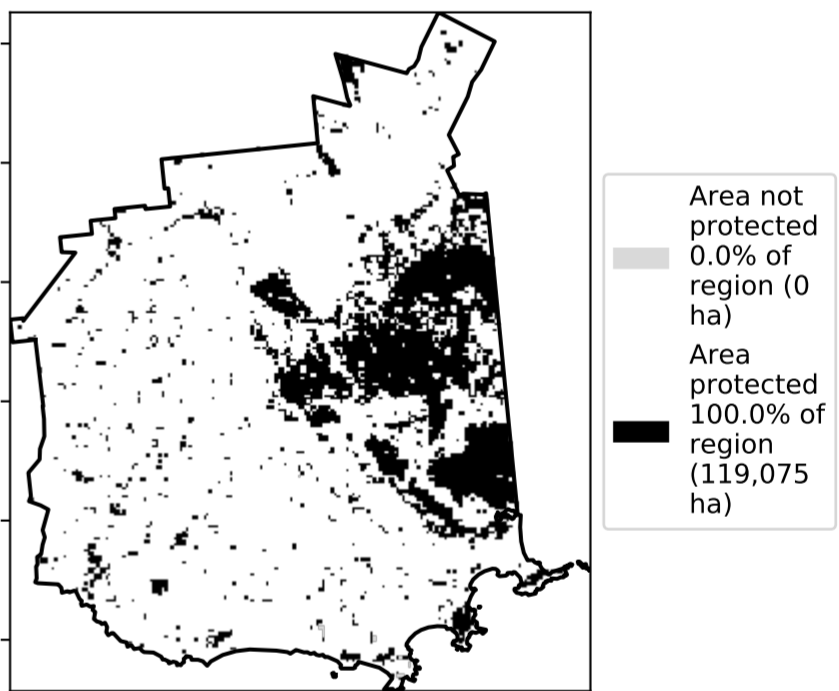 Area not
protected
0.0% of
region (0
ha)
Area
protected
100.0% of
region
(119,075
ha)